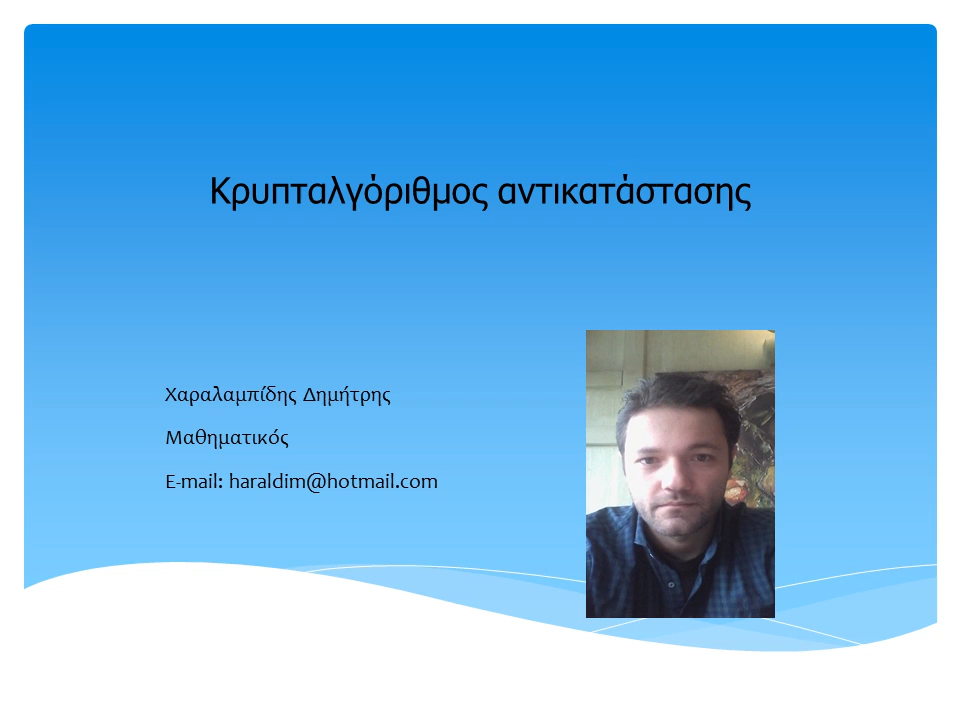 Κρυπταλγόριθμος αντικατάστασης
Χαραλαμπίδης Δημήτρης
Μαθηματικός
E-mail: haraldim@hotmail.com